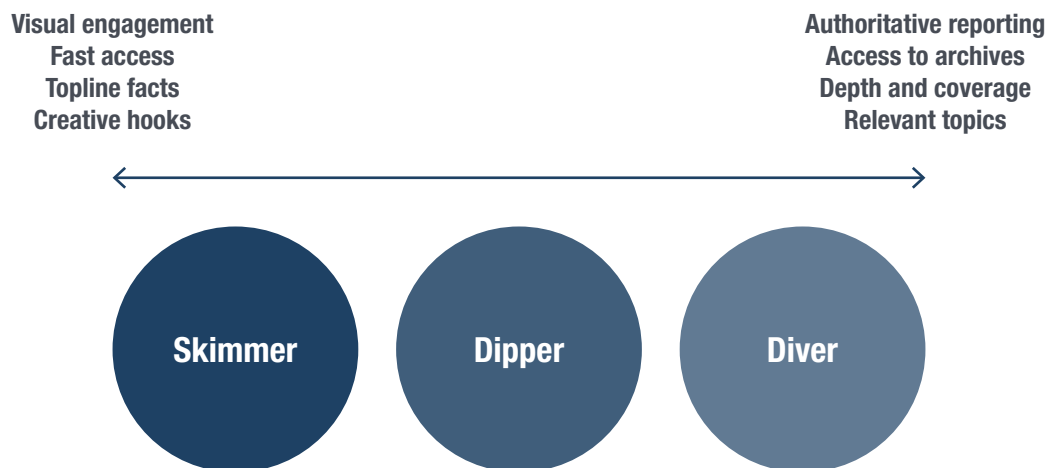 Visual engagement
Fast access
Topline facts
Creative hooks
Authoritative reporting
Access to archives
Depth and coverage
Relevant topics
Skimmer
Dipper
Diver